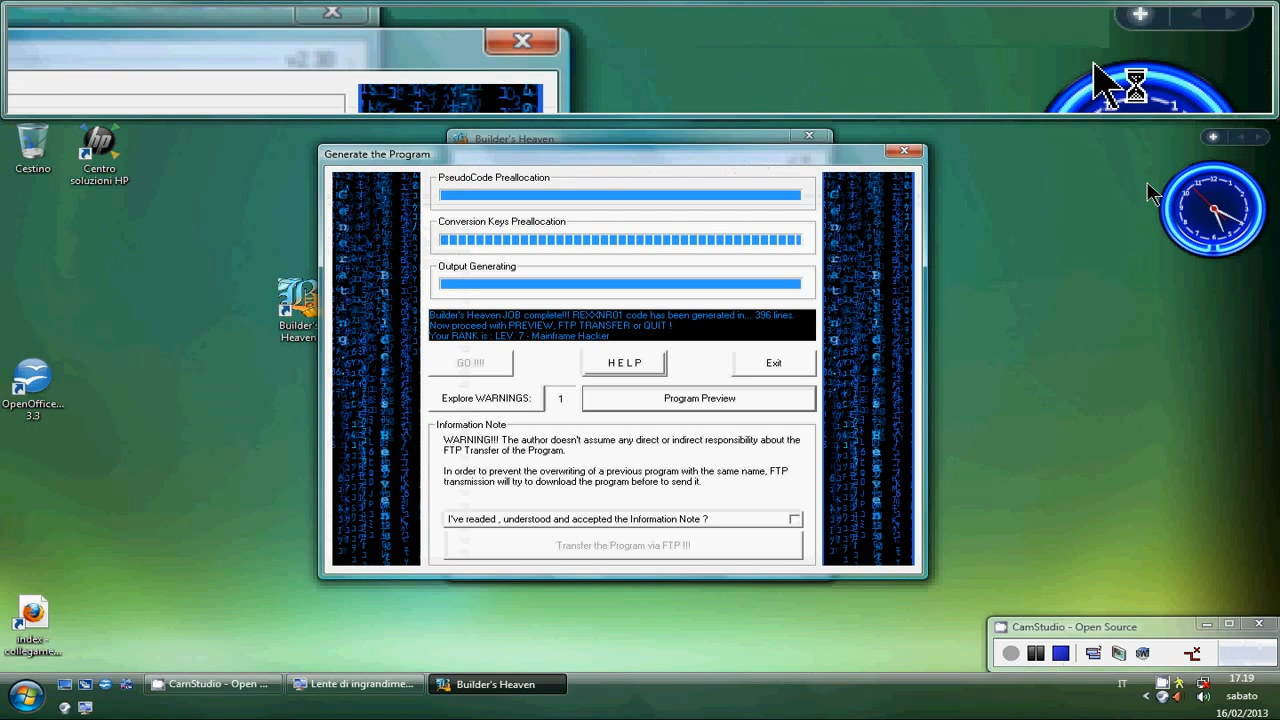 Cestino
Centro
soluzioni HP
Builder's Heaven
Generate the Program
PseudoCode Preallocation
Conversion Keys Preallocation
Output Generating
Builder's Heaven JOB complete!!! REXXNR01 code has been generated in... 396 lines.
Now proceed with PREVIEW, FTP TRANSFER or QUIT !
Your RANK is : LEV. 7 - Mainframe Hacker
GO !!!!
H E L P
Exit
Explore WARNINGS:
1
Program Preview
Information Note
WARNING!!! The author doesn't assume any direct or indirect responsibility about the
FTP Transfer of the Program.
In order to prevent the overwriting of a previous program with the same name, FTP
transmission will try to download the program before to send it.
I've readed , understood and accepted the Information Note ?
Transfer the Program via FTP !!!
Builder's
Heaven
OpenOffice...
3.3
index -
collegame...
CamStudio - Open Source
CamStudio - Open ...
Lente di ingrandime...
Builder's Heaven
IT
17.19
sabato
16/02/2013